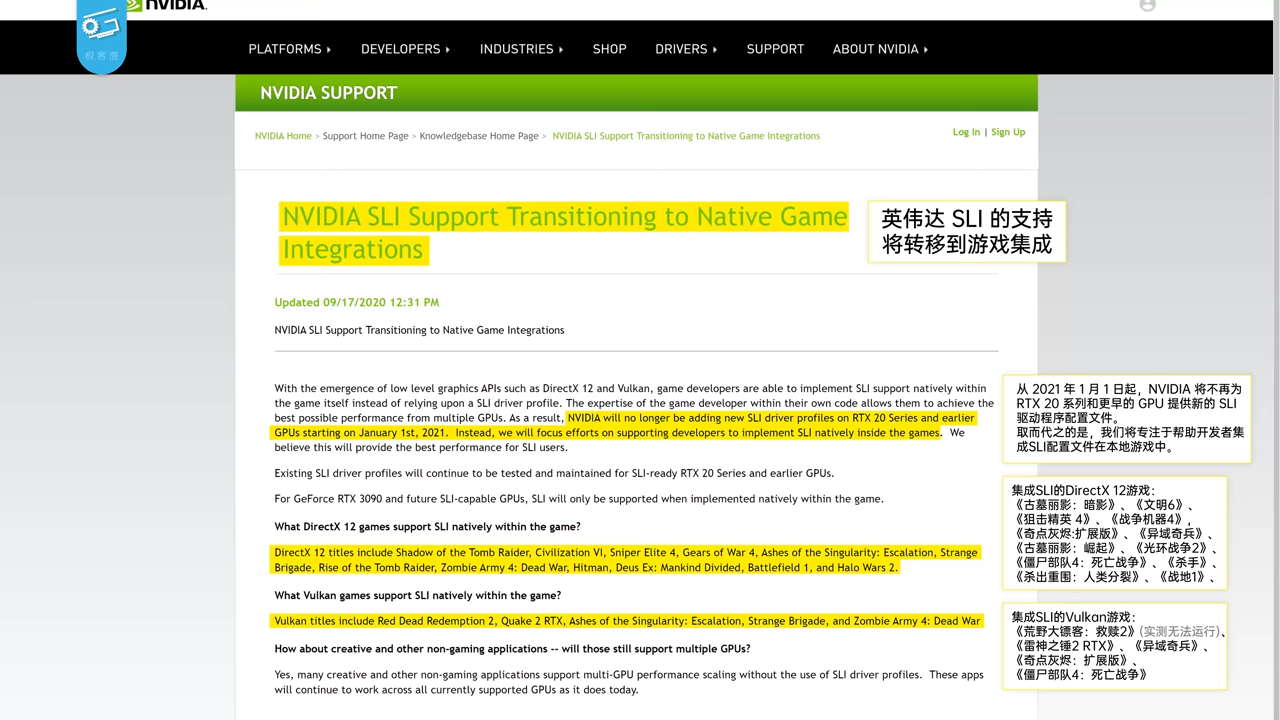 NVIDIA.
极客湾
PLATFORMS
DEVELOPERS
INDUSTRIES
SHOP
DRIVERS
SUPPORT
ABOUT NVIDIA
NVIDIA SUPPORT
NVIDIA Home > Support Home Page > Knowledgebase Home Page > NVIDIA SLI Support Transitioning to Native Game Integrations
Log In | Sign Up
NVIDIA SLI Support Transitioning to Native Game
Integrations
英伟达 SLI 的支持
将转移到游戏集成
Updated 09/17/2020 12:31 PM
NVIDIA SLI Support Transitioning to Native Game Integrations
With the emergence of low level graphics APIs such as DirectX 12 and Vulkan, game developers are able to implement SLI support natively within
the game itself instead of relying upon a SLI driver profile. The expertise of the game developer within their own code allows them to achieve the
best possible performance from multiple GPUs. As a result, NVIDIA will no longer be adding new SLI driver profiles on RTX 20 Series and earlier
GPUs starting on January 1st, 2021. Instead, we will focus efforts on supporting developers to implement SLI natively inside the games. We
believe this will provide the best performance for SLI users.
从 2021 年 1 月 1 日起，NVIDIA 将不再为
RTX 20 系列和更早的 GPU 提供新的 SLI
驱动程序配置文件。
取而代之的是，我们将专注于帮助开发者集
成SLI配置文件在本地游戏中。
Existing SLI driver profiles will continue to be tested and maintained for SLI-ready RTX 20 Series and earlier GPUs.
For GeForce RTX 3090 and future SLI-capable GPUs, SLI will only be supported when implemented natively within the game.
What DirectX 12 games support SLI natively within the game?
DirectX 12 titles include Shadow of the Tomb Raider, Civilization VI, Sniper Elite 4, Gears of War 4, Ashes of the Singularity: Escalation, Strange
Brigade, Rise of the Tomb Raider, Zombie Army 4: Dead War, Hitman, Deus Ex: Mankind Divided, Battlefield 1, and Halo Wars 2.
集成SLI的DirectX 12游戏：
《古墓丽影：暗影》、《文明6》、
《狙击精英 4》、《战争机器4》，
《奇点灰烬:扩展版》、《异域奇兵》、
《古墓丽影：崛起》、《光环战争2》、
《僵尸部队4：死亡战争》、《杀手》、
《杀出重围：人类分裂》、《战地1》、
What Vulkan games support SLI natively within the game?
Vulkan titles include Red Dead Redemption 2, Quake 2 RTX, Ashes of the Singularity: Escalation, Strange Brigade, and Zombie Army 4: Dead War
集成SLI的Vulkan游戏：
《荒野大镖客：救赎2》(实测无法运行)、
《雷神之锤2 RTX》、《异域奇兵》、
《奇点灰烬：扩展版》、
《僵尸部队4：死亡战争》
How about creative and other non-gaming applications -- will those still support multiple GPUs?
Yes, many creative and other non-gaming applications support multi-GPU performance scaling without the use of SLI driver profiles. These apps
will continue to work across all currently supported GPUs as it does today.